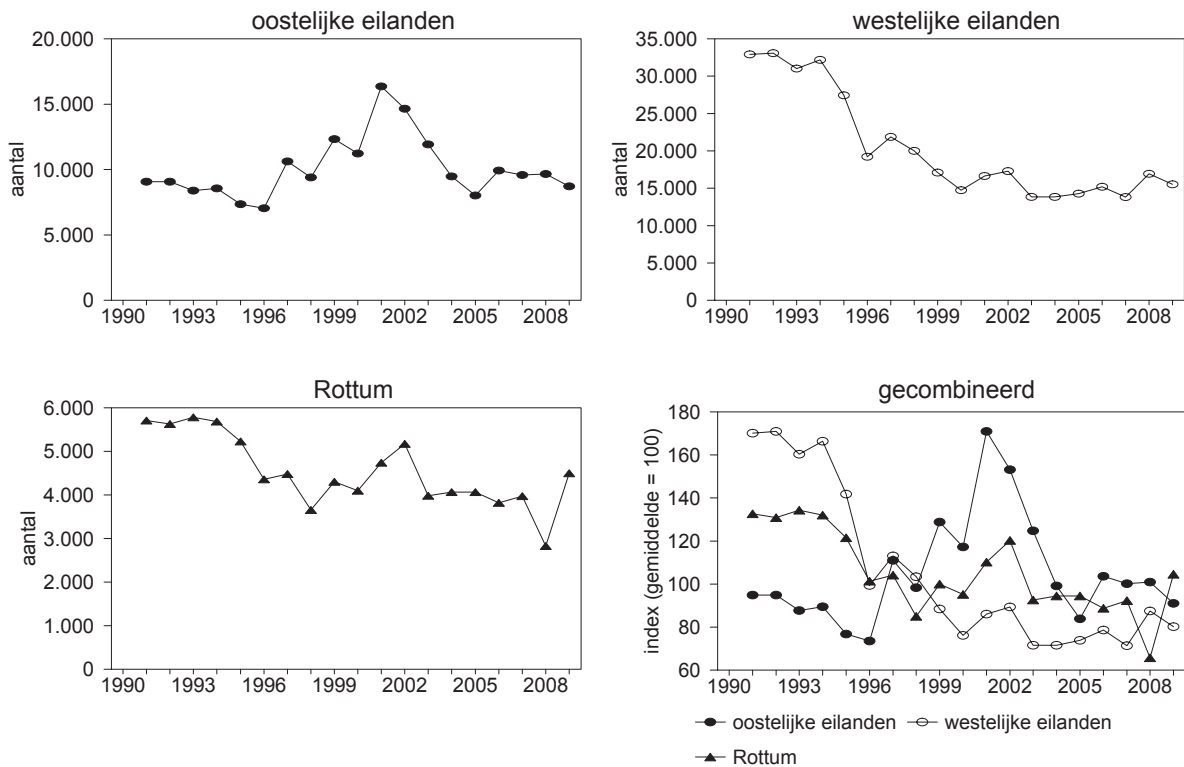 oostelijke eilanden
20.000
15.000
10.000
5.000
0
aantal
1990 1993 1996 1999 2002 2005 2008
westelijke eilanden
35.000
30.000
25.000
20.000
15.000
10.000
5.000
0
aantal
1990 1993 1996 1999 2002 2005 2008
Rottum
6.000
5.000
4.000
3.000
2.000
1.000
0
aantal
1990 1993 1996 1999 2002 2005 2008
gecombineerd
180
160
140
120
100
80
60
index (gemiddelde = 100)
1990 1993 1996 1999 2002 2005 2008
oostelijke eilanden westelijke eilanden
Rottum